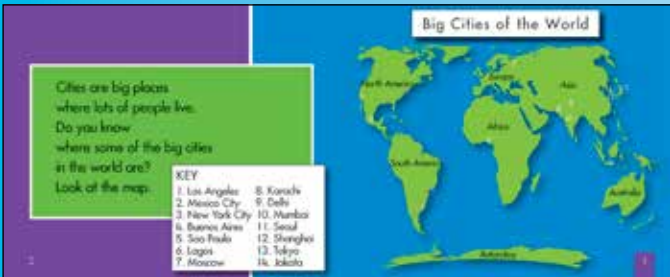 Cities are big places
where lots of people live.
Do you know
where some of the big cities
in the world are?
Look at the map.
KEY
1. Los Angeles
2. Mexico City
3. New York City
4. Buenos Aires
5. Sao Paulo
6. Lagos
7. Moscow
8. Karachi
9. Delhi
10. Mumbai
11. Seoul
12. Shanghai
13. Tokyo
14. Jakarta
2
Big Cities of the World
North America
Europe
Asia
Africa
South America
Australia
Antarctica